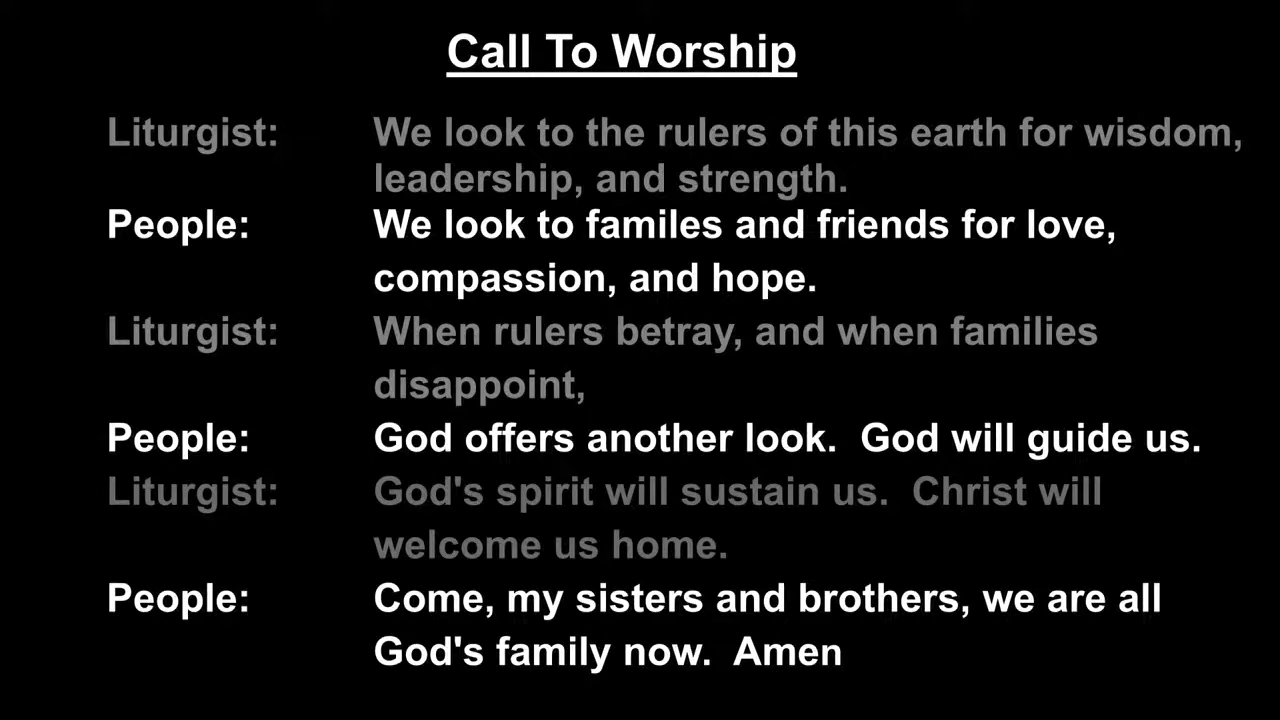 Call To Worship
Liturgist: We look to the rulers of this earth for wisdom,
leadership, and strength.
People: We look to familes and friends for love,
compassion, and hope.
Liturgist: When rulers betray, and when families
disappoint,
People: God offers another look.  God will guide us.
Liturgist: God's spirit will sustain us.  Christ will
welcome us home.
People: Come, my sisters and brothers, we are all
God's family now.  Amen